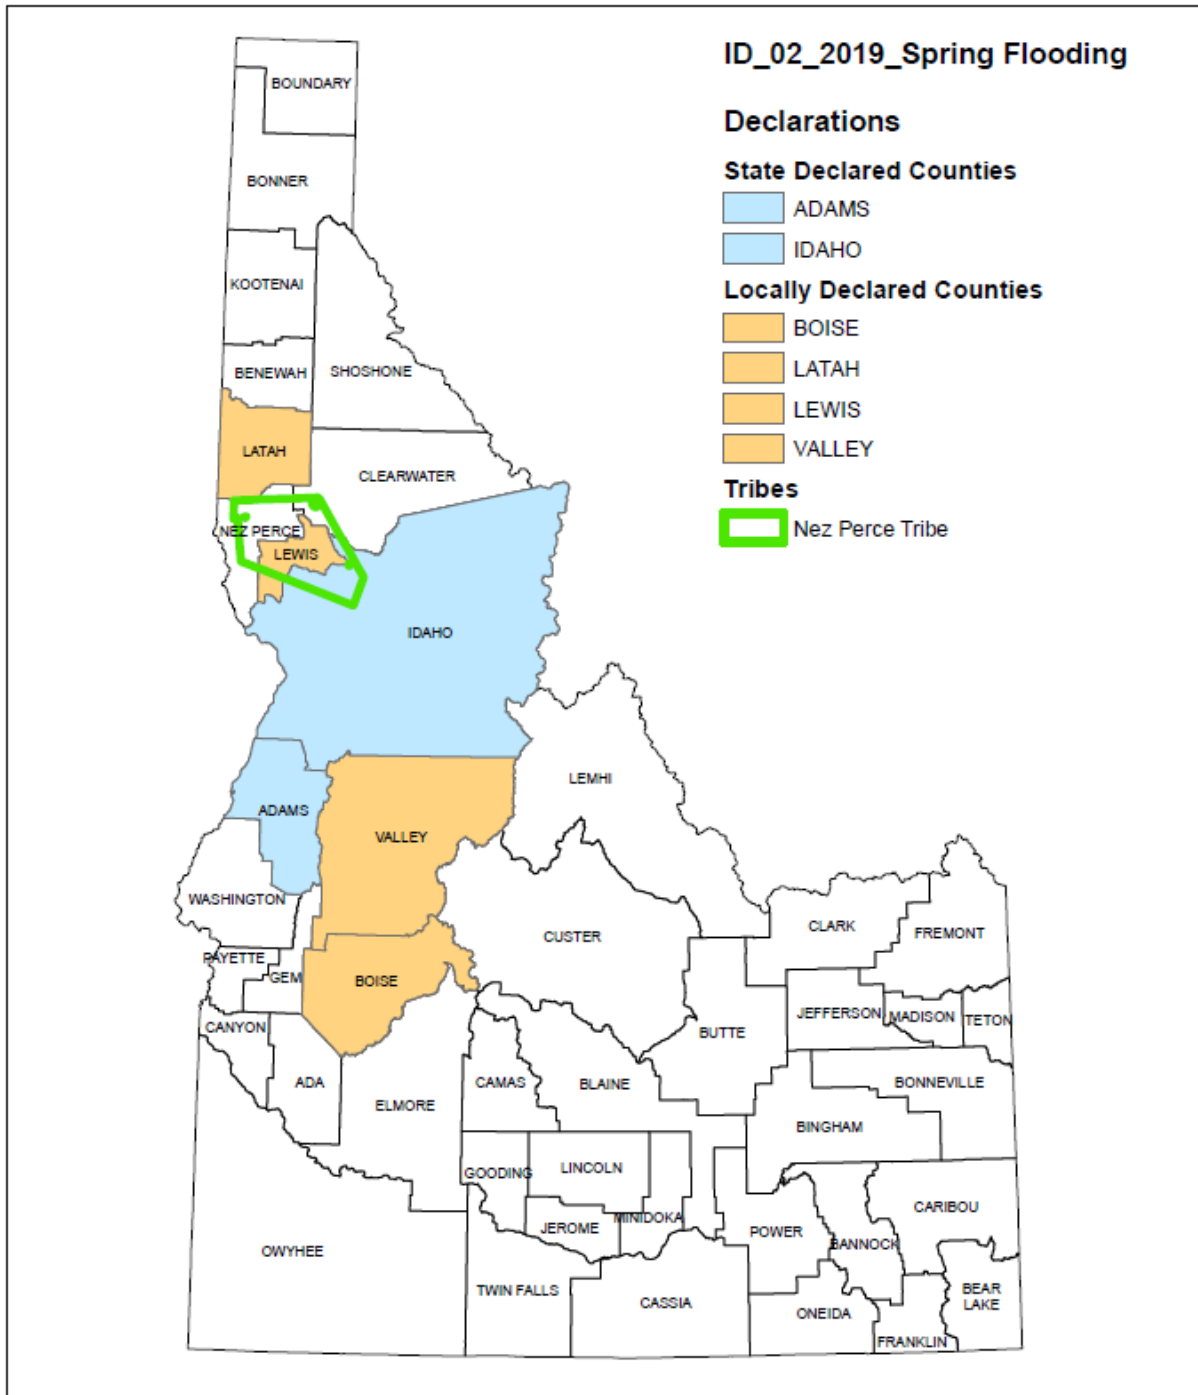 ID_02_2019_Spring Flooding
Declarations
State Declared Counties
ADAMS
IDAHO
Locally Declared Counties
BOISE
LATAH
LEWIS
VALLEY
Tribes
Nez Perce Tribe
BOUNDARY
BONNER
KOOTENAI
BENEWAH
SHOSHONE
LATAH
CLEARWATER
NEZ PERCE
LEWIS
IDAHO
LEMHI
ADAMS
VALLEY
WASHINGTON
CUSTER
CLARK
FREMONT
PAYETTE
GEM
BOISE
JEFFERSON
MADISON
TETON
CANYON
BUTTE
ADA
CAMAS
BLAINE
BONNEVILLE
ELMORE
BINGHAM
GOODING
LINCOLN
CARIBOU
MINIDOKA
JEROME
POWER
BANNOCK
OWYHEE
TWIN FALLS
CASSIA
BEAR
LAKE
ONEIDA
FRANKLIN